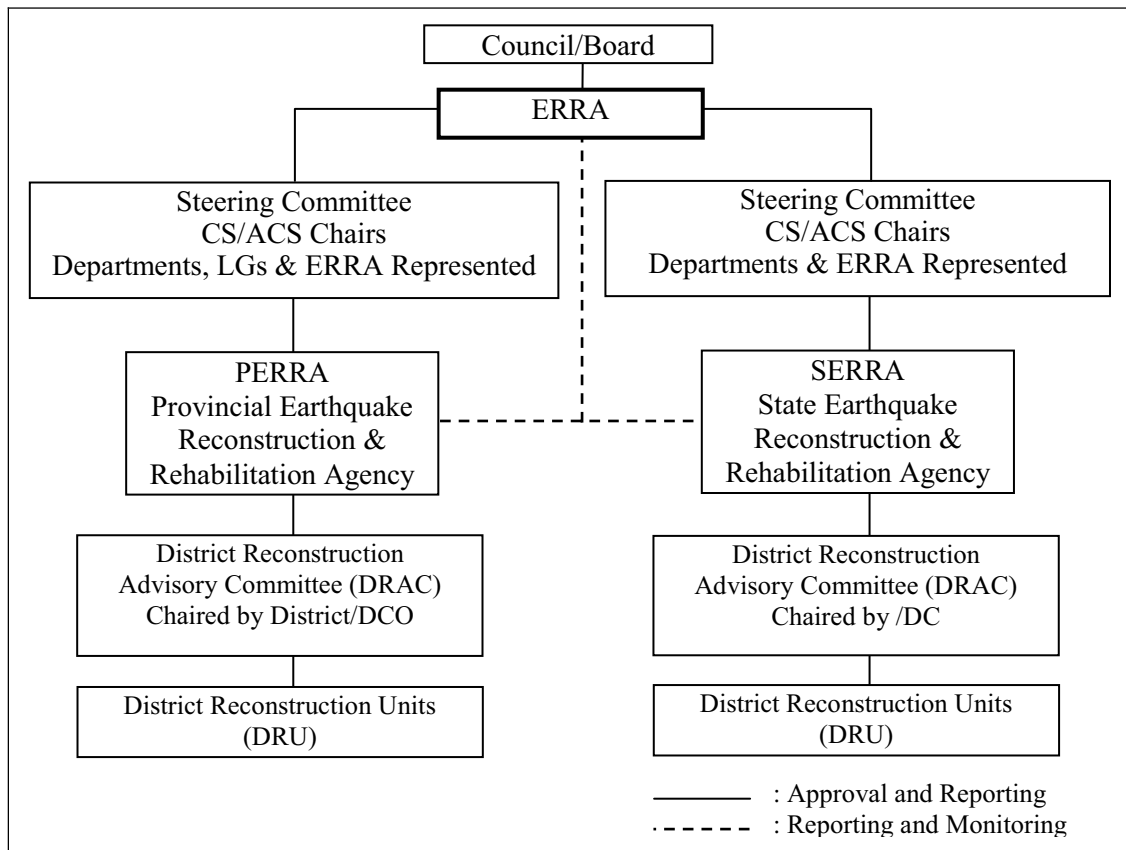 Council/Board
ERRA
Steering Committee
CS/ACS Chairs
Departments, LGs & ERRA Represented
Steering Committee
CS/ACS Chairs
Departments & ERRA Represented
PERRA
Provincial Earthquake
Reconstruction &
Rehabilitation Agency
SERRA
State Earthquake
Reconstruction &
Rehabilitation Agency
District Reconstruction
Advisory Committee (DRAC)
Chaired by District/DCO
District Reconstruction
Advisory Committee (DRAC)
Chaired by /DC
District Reconstruction Units
(DRU)
District Reconstruction Units
(DRU)
: Approval and Reporting
: Reporting and Monitoring